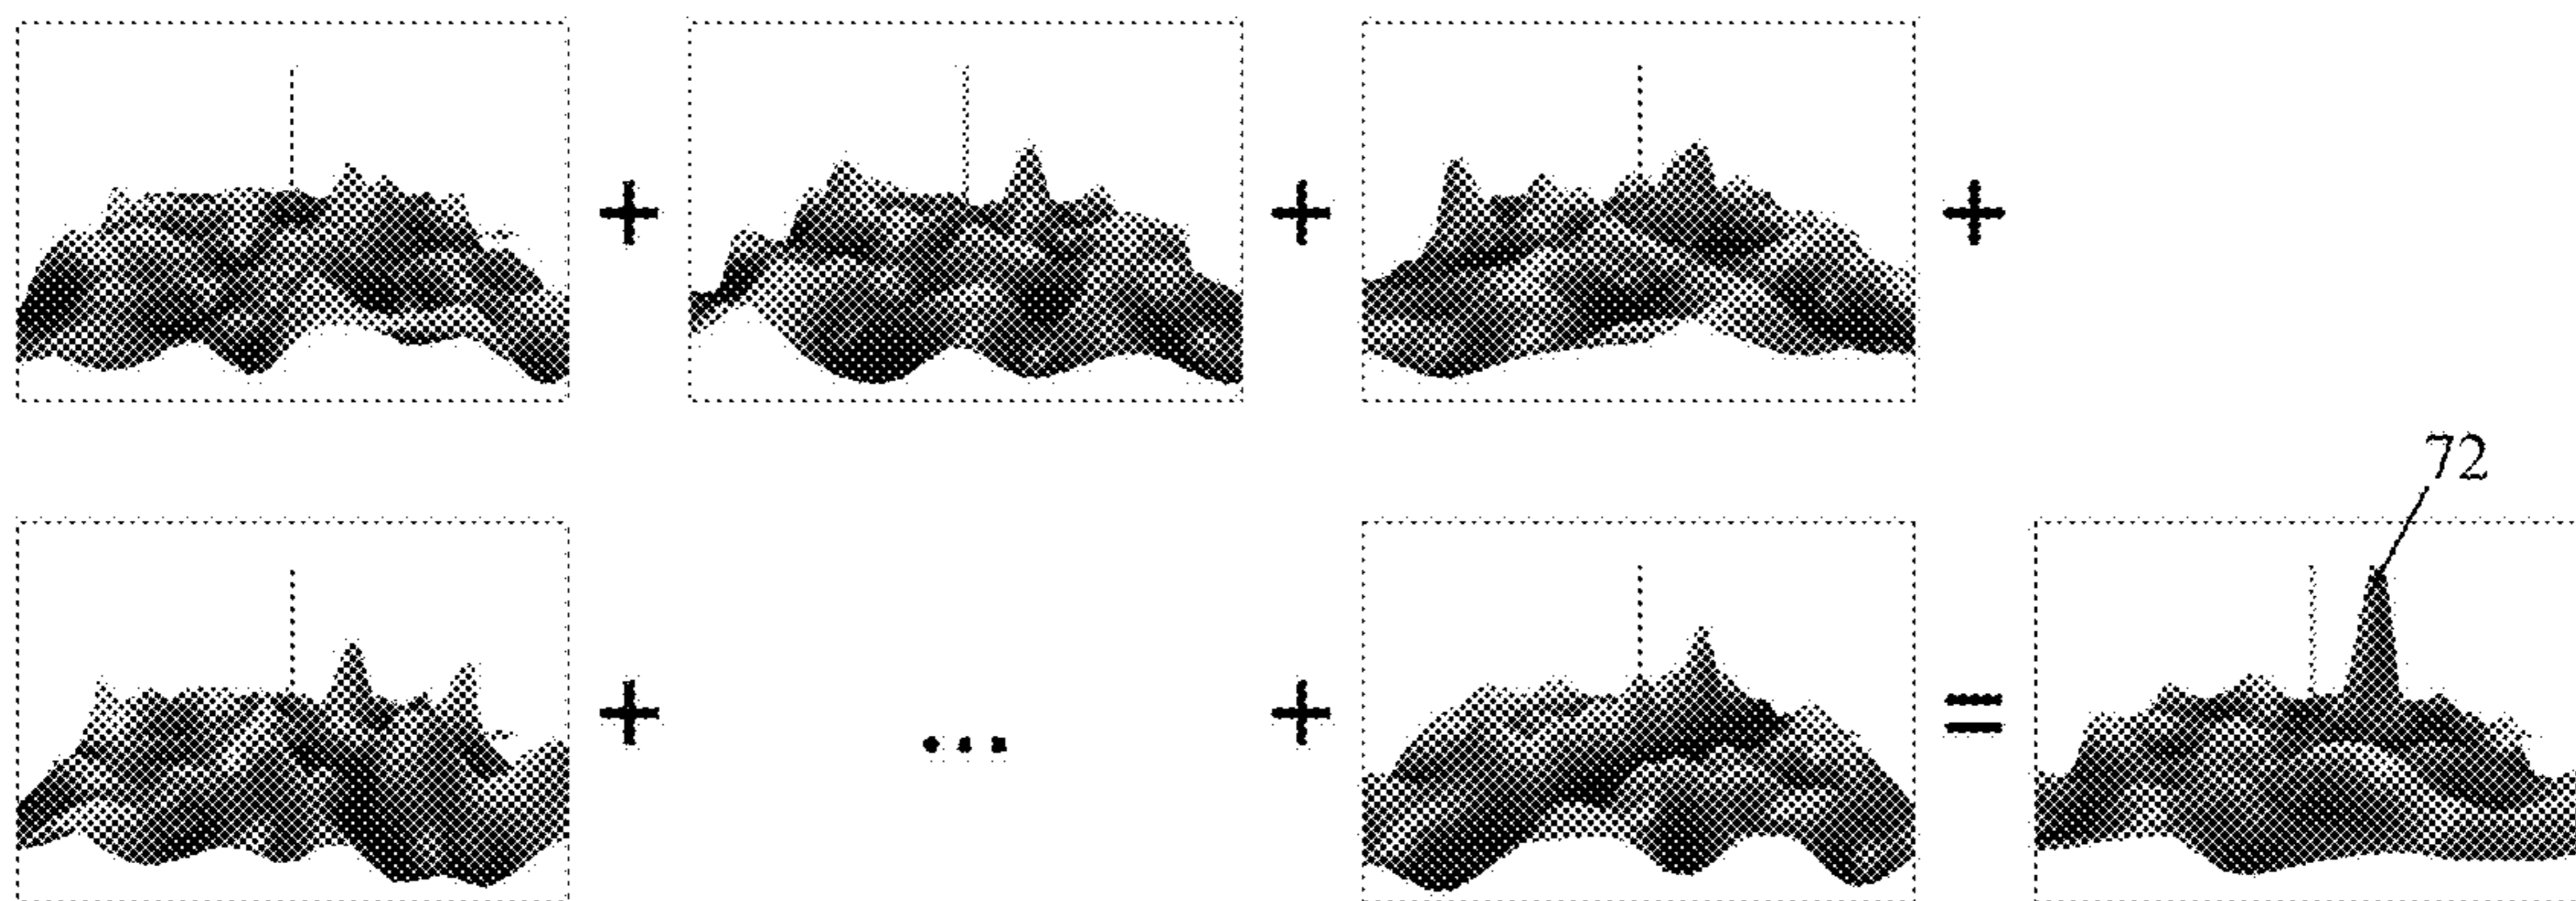 + + +
72
+ ... + =